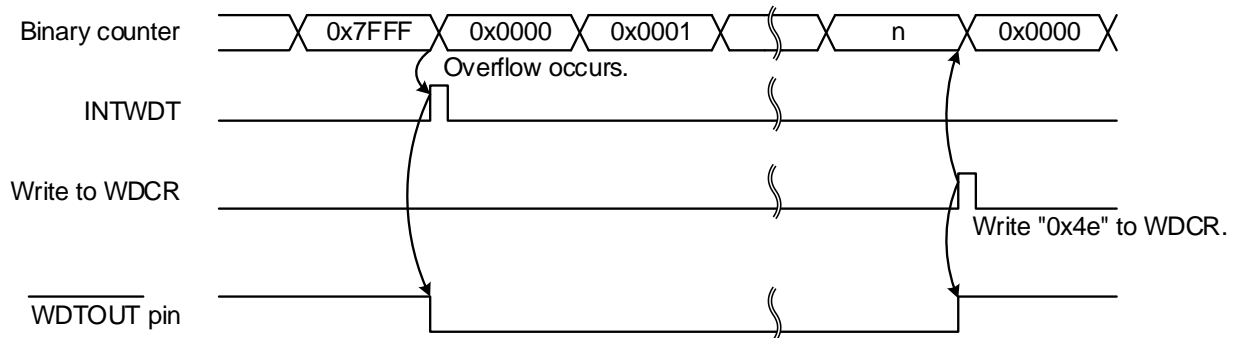 Binary counter 0x7FFF 0x0000 0x0001 n 0x0000
Overflow occurs.
INTWDT
Write to WDCR
Write "0x4e" to WDCR.
WDTOUT pin